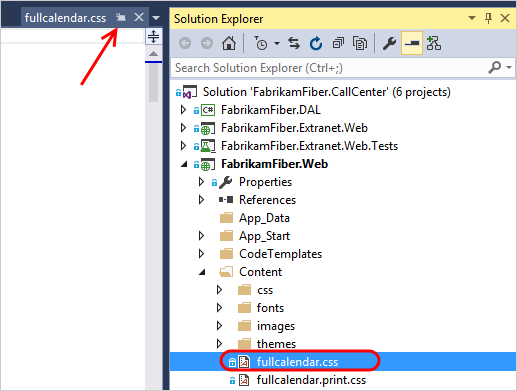 fullcalendar.css
Solution Explorer
Search Solution Explorer (Ctrl+;)
Solution 'FabrikamFiber.CallCenter' (6 projects)
C# FabrikamFiber.DAL
FabrikamFiber.Extranet.Web
FabrikamFiber.Extranet.Web.Tests
FabrikamFiber.Web
Properties
References
App_Data
App_Start
CodeTemplates
Content
css
fonts
images
themes
fullcalendar.css
fullcalendar.print.css